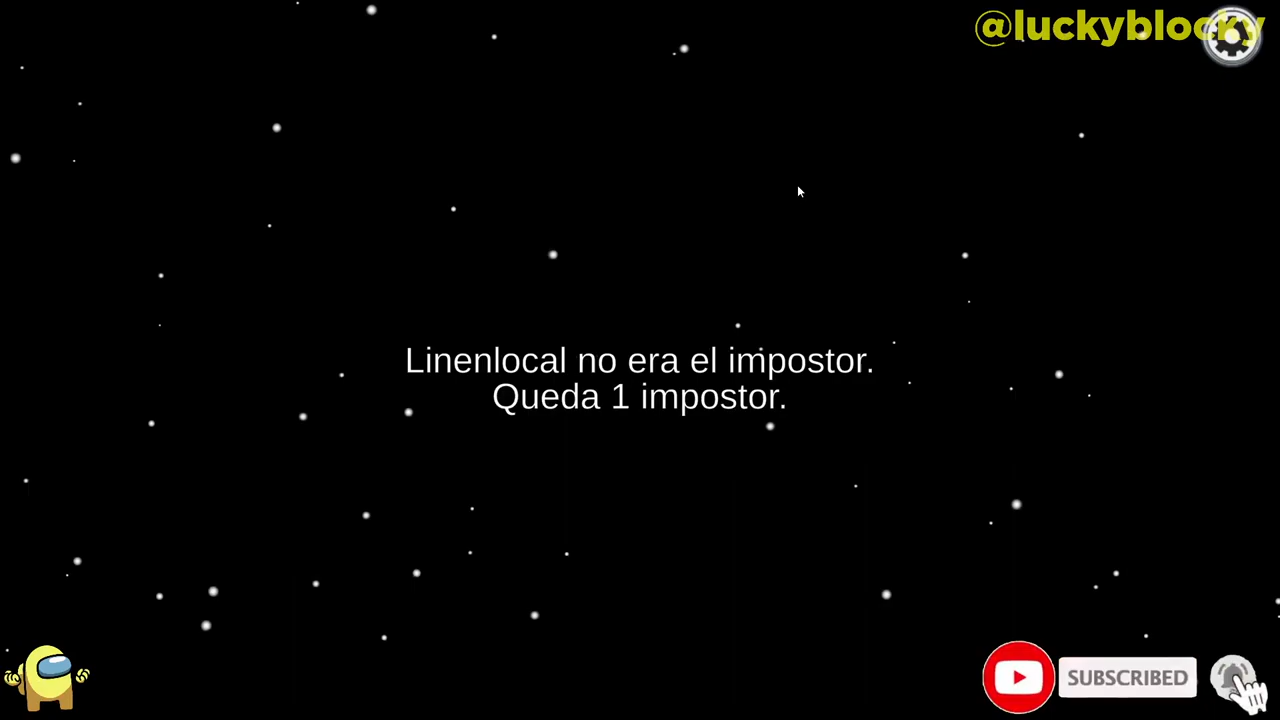 @luckyblocky
Linenlocal no era el impostor.
Queda 1 impostor.
SUBSCRIBED